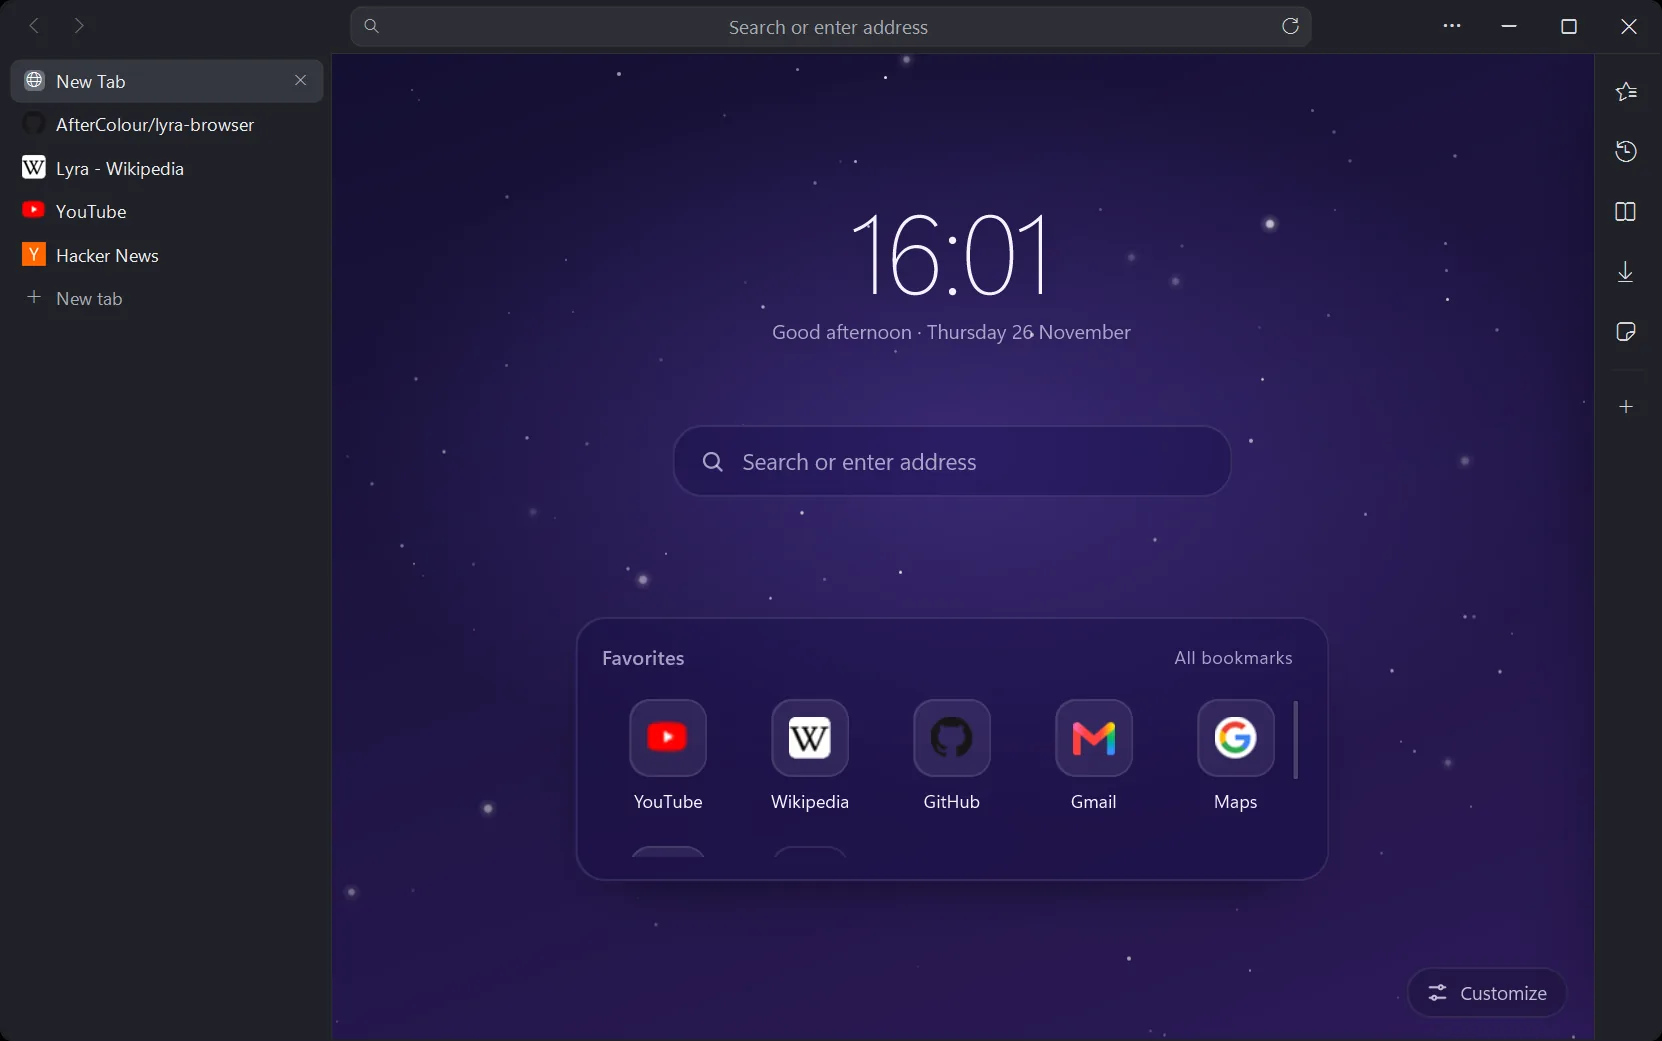 Search or enter address
New Tab
AfterColour/lyra-browser
Lyra - Wikipedia
YouTube
Hacker News
New tab
16:01
Good afternoon · Thursday 26 November
Search or enter address
Favorites
All bookmarks
YouTube
Wikipedia
GitHub
Gmail
Maps
Customize